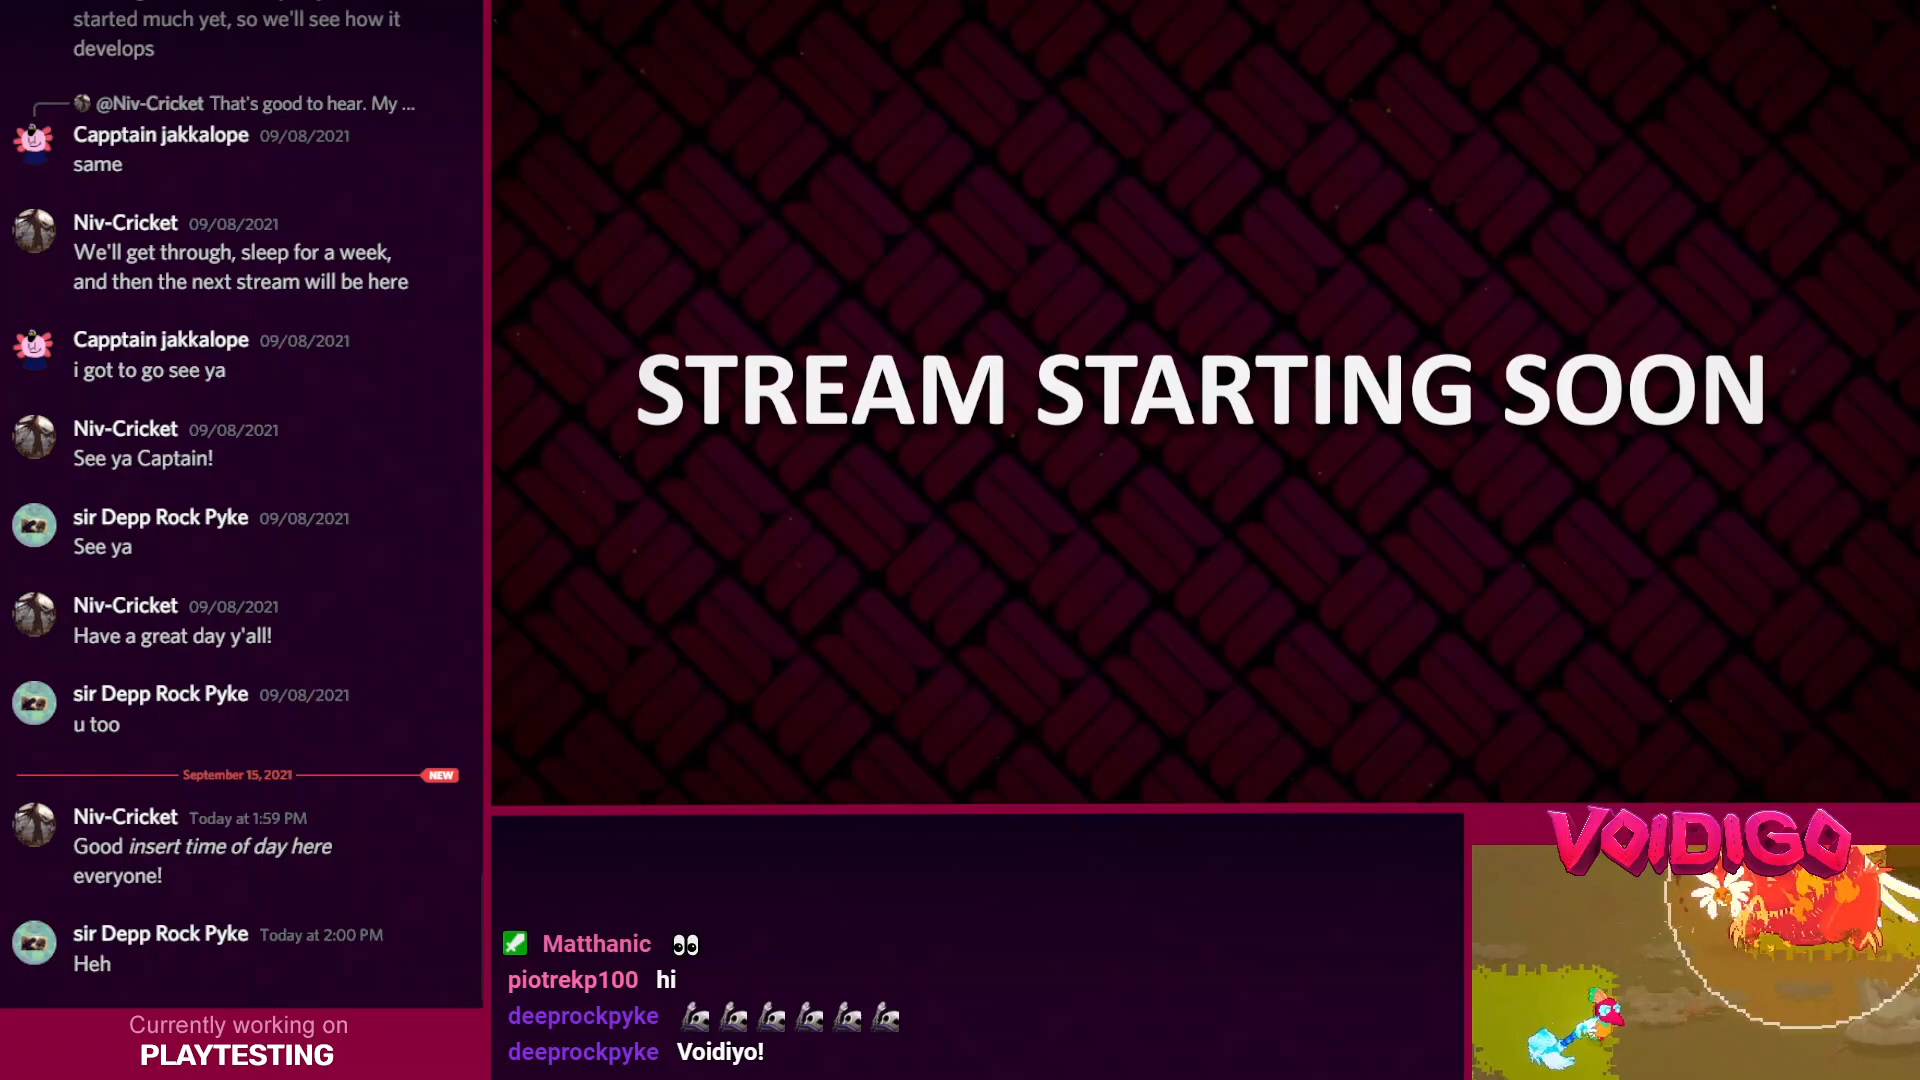 started much yet, so we'll see how it
develops
@Niv-Cricket That's good to hear. My ...
Capptain jakkalope 09/08/2021
same
Niv-Cricket 09/08/2021
We'll get through, sleep for a week,
and then the next stream will be here
Capptain jakkalope 09/08/2021
i got to go see ya
Niv-Cricket 09/08/2021
See ya Captain!
sir Depp Rock Pyke 09/08/2021
See ya
Niv-Cricket 09/08/2021
Have a great day y'all!
sir Depp Rock Pyke 09/08/2021
u too
September 15, 2021 NEW
Niv-Cricket Today at 1:59 PM
Good insert time of day here
everyone!
sir Depp Rock Pyke Today at 2:00 PM
Heh
Currently working on
PLAYTESTING
STREAM STARTING SOON
Matthanic 👀
piotrekp100 hi
deeprockpyke
deeprockpyke Voidiyo!
VOIDIGO